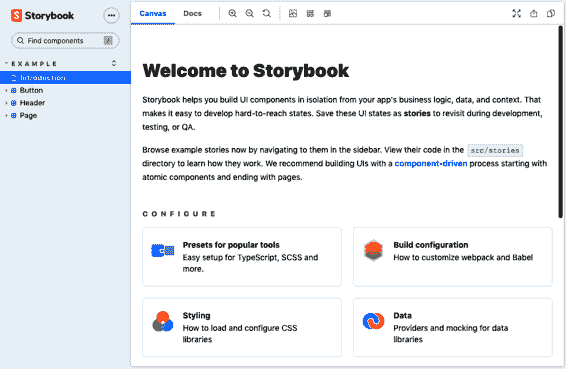 Storybook
Find components
EXAMPLE
Introduction
Button
Header
Page
Canvas Docs
Welcome to Storybook
Storybook helps you build UI components in isolation from your app's business logic, data, and context. That
makes it easy to develop hard-to-reach states. Save these UI states as stories to revisit during development,
testing, or QA.
Browse example stories now by navigating to them in the sidebar. View their code in the src/stories
directory to learn how they work. We recommend building UIs with a component-driven process starting with
atomic components and ending with pages.
CONFIGURE
Presets for popular tools
Easy setup for TypeScript, SCSS and
more.
Build configuration
How to customize webpack and Babel
Styling
How to load and configure CSS
libraries
Data
Providers and mocking for data
libraries